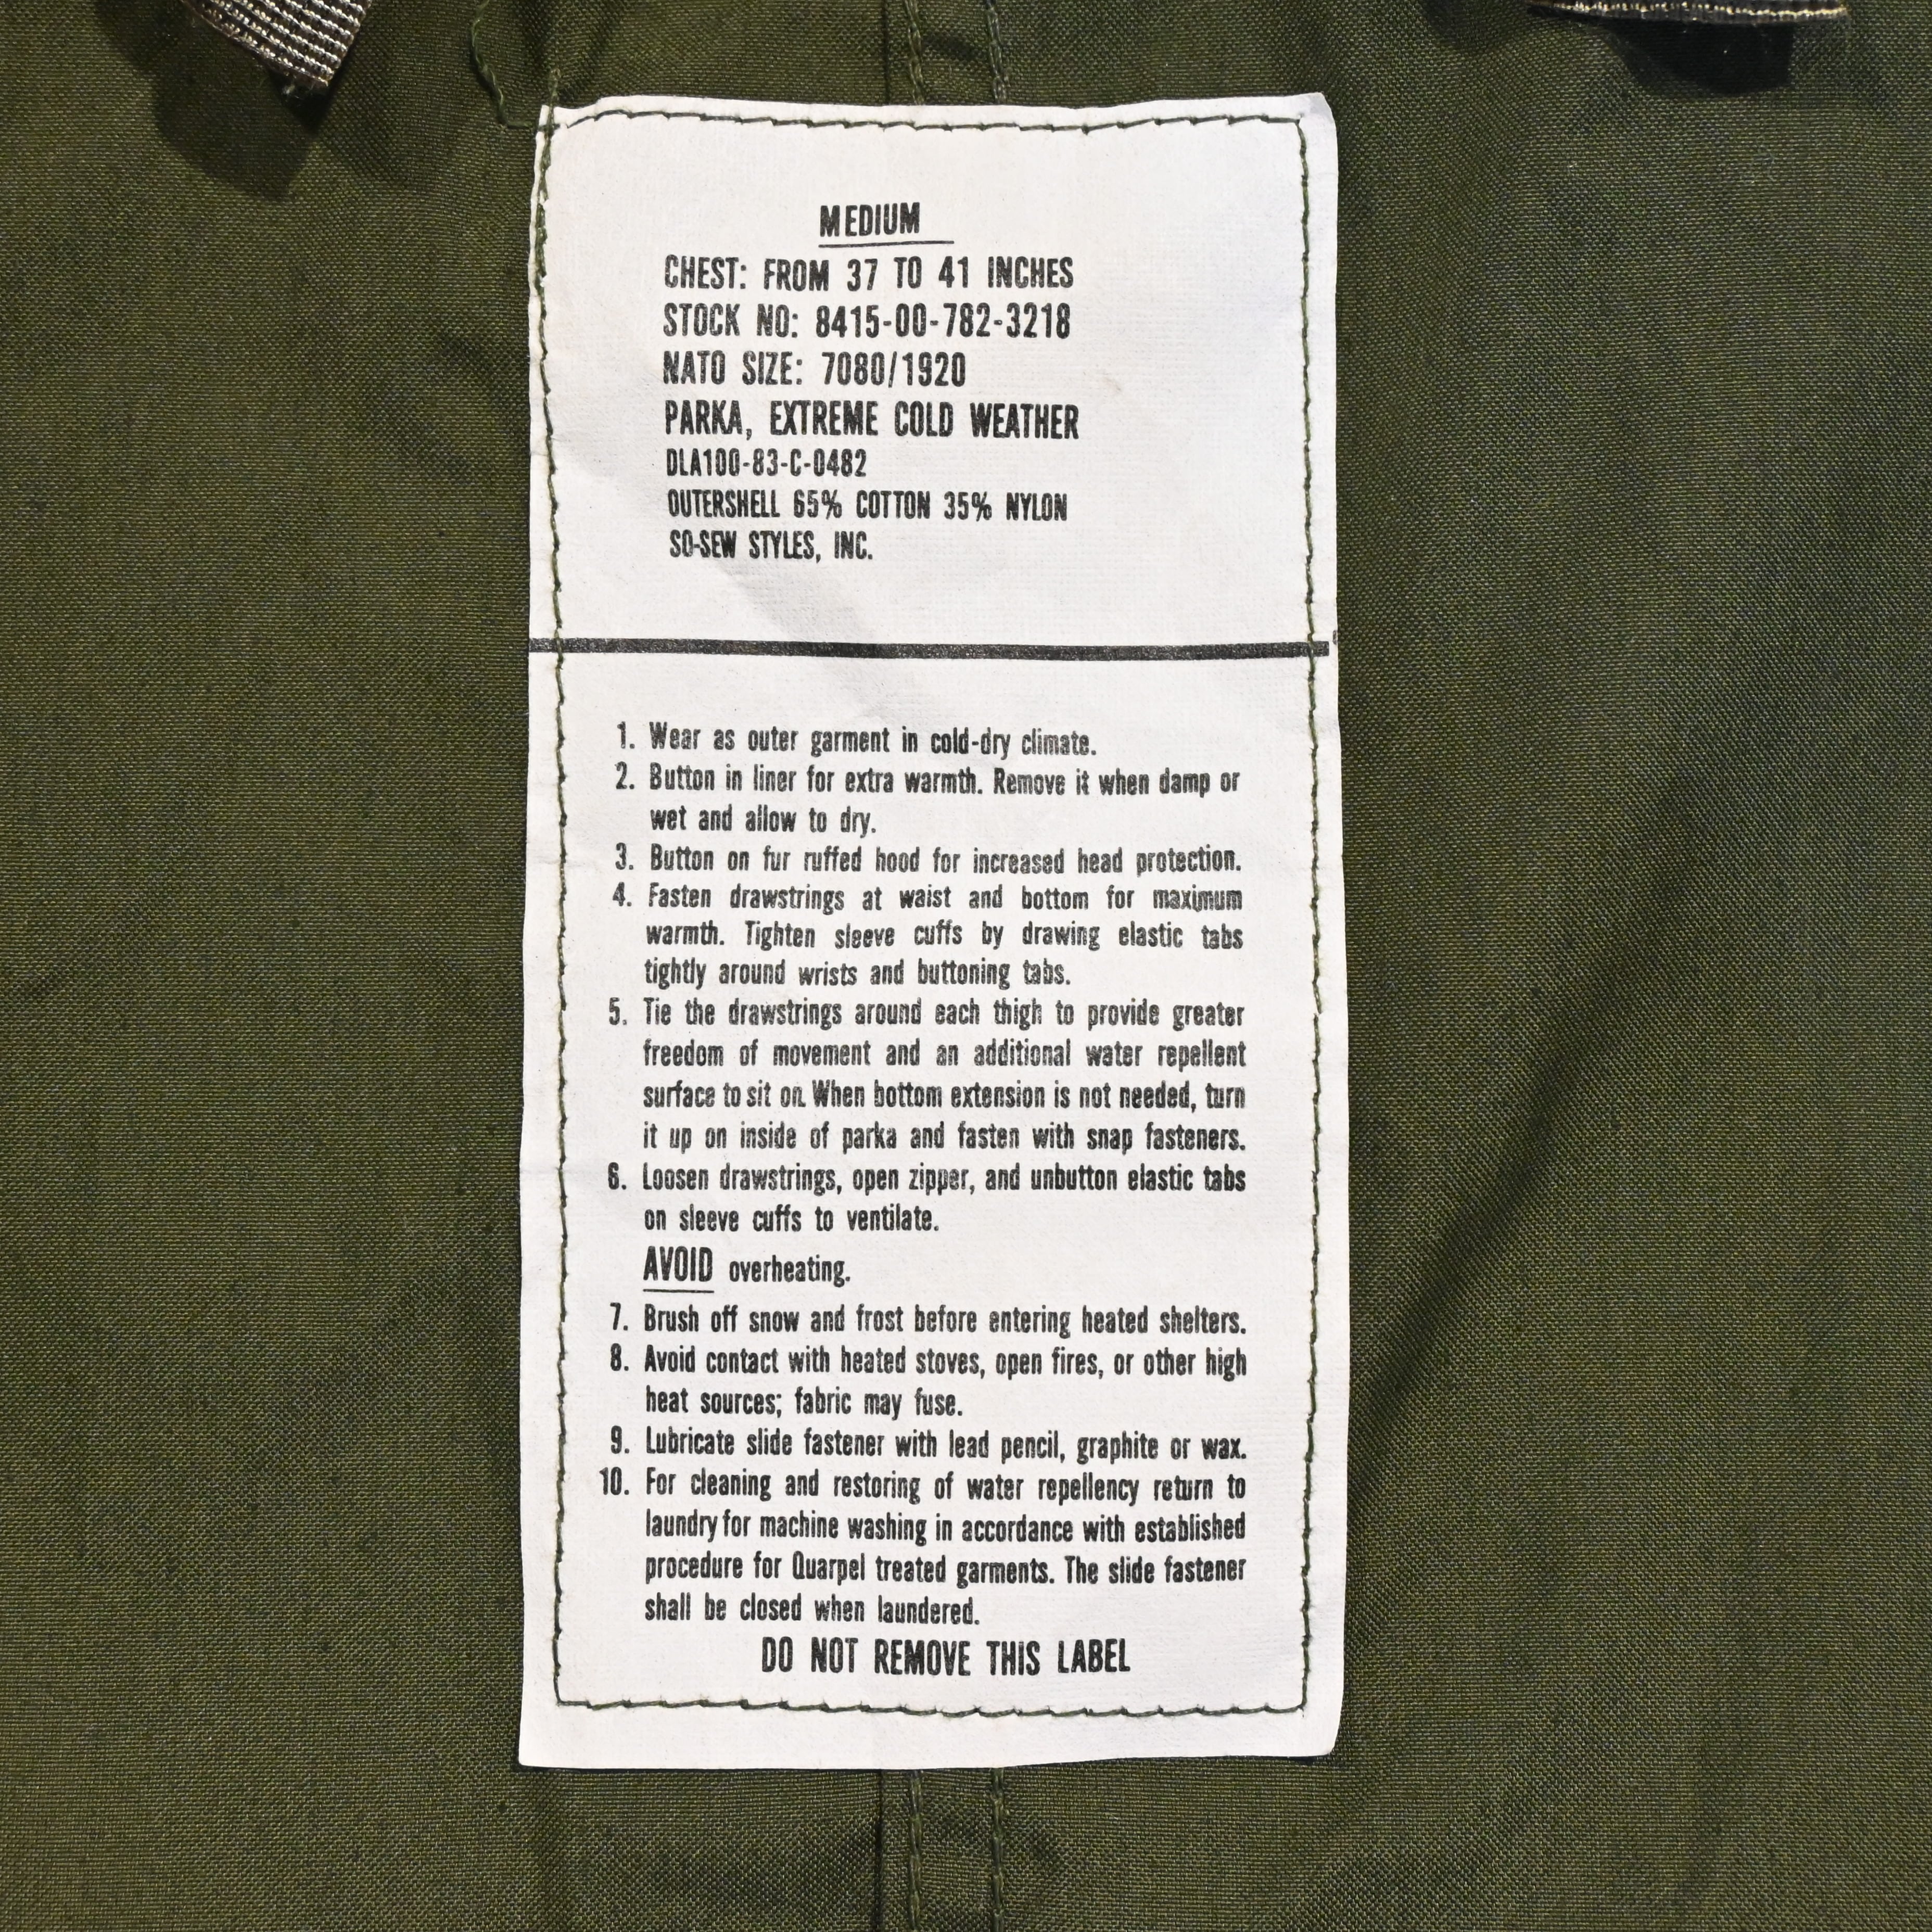 MEDIUM
CHEST: FROM 37 TO 41 INCHES
STOCK NO: 8415-00-782-3218
NATO SIZE: 7080/1920
PARKA, EXTREME COLD WEATHER
DLA100-83-C-0482
OUTERSHELL 65% COTTON 35% NYLON
SO-SEW STYLES, INC.
1. Wear as outer garment in cold-dry climate.
2. Button in liner for extra warmth. Remove it when damp or
wet and allow to dry.
3. Button on fur ruffed hood for increased head protection.
4. Fasten drawstrings at waist and bottom for maximum
warmth. Tighten sleeve cuffs by drawing elastic tabs
tightly around wrists and buttoning tabs.
5. Tie the drawstrings around each thigh to provide greater
freedom of movement and an additional water repellent
surface to sit on. When bottom extension is not needed, turn
it up on inside of parka and fasten with snap fasteners.
6. Loosen drawstrings, open zipper, and unbutton elastic tabs
on sleeve cuffs to ventilate.
AVOID overheating.
7. Brush off snow and frost before entering heated shelters.
8. Avoid contact with heated stoves, open fires, or other high
heat sources; fabric may fuse.
9. Lubricate slide fastener with lead pencil, graphite or wax.
10. For cleaning and restoring of water repellency return to
laundry for machine washing in accordance with established
procedure for Quarpel treated garments. The slide fastener
shall be closed when laundered.
DO NOT REMOVE THIS LABEL